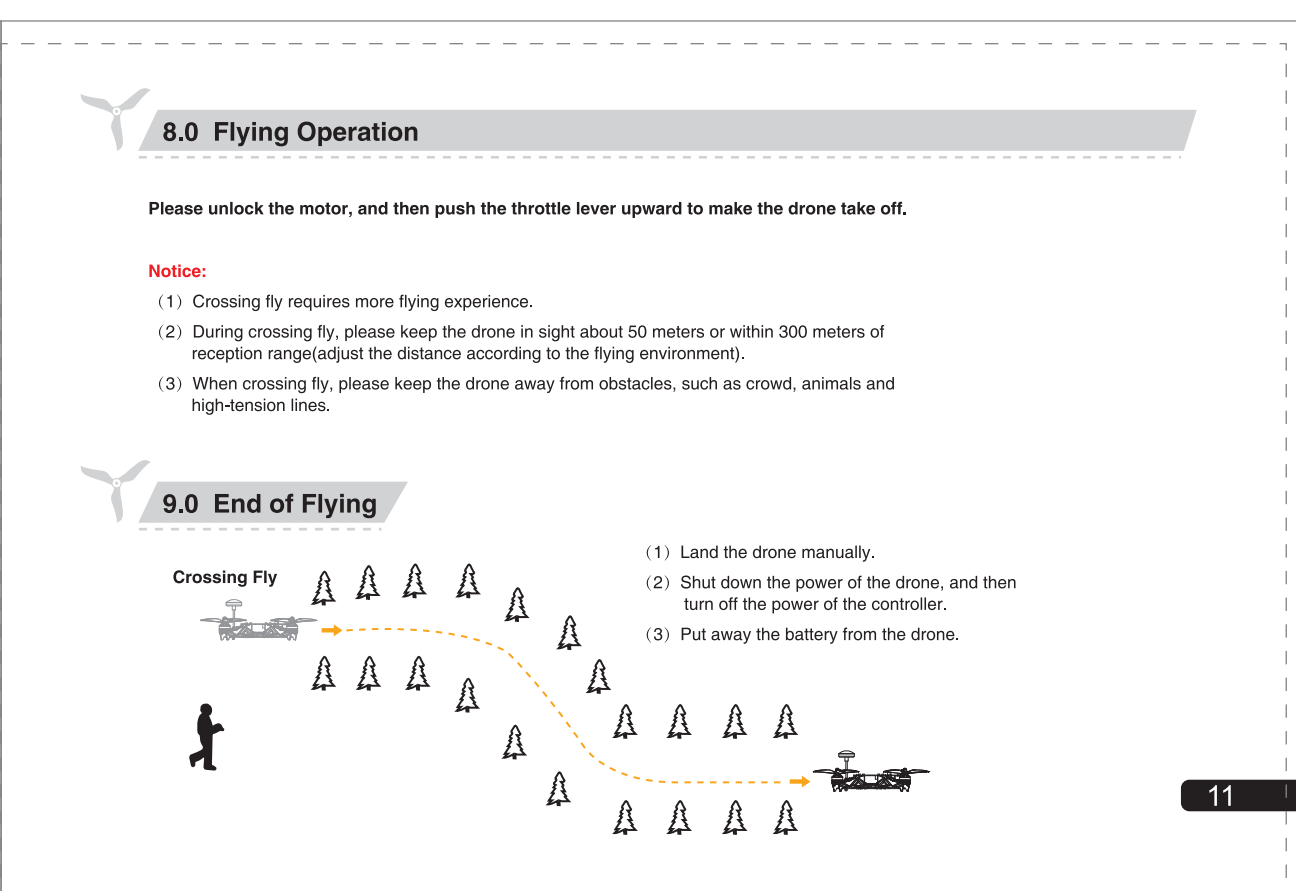 8.0 Flying Operation
Please unlock the motor, and then push the throttle lever upward to make the drone take off.
Notice:
（1）Crossing fly requires more flying experience.
（2）During crossing fly, please keep the drone in sight about 50 meters or within 300 meters of
reception range(adjust the distance according to the flying environment).
（3）When crossing fly, please keep the drone away from obstacles, such as crowd, animals and
high-tension lines.
9.0 End of Flying
Crossing Fly
（1）Land the drone manually.
（2）Shut down the power of the drone, and then
turn off the power of the controller.
（3）Put away the battery from the drone.
11